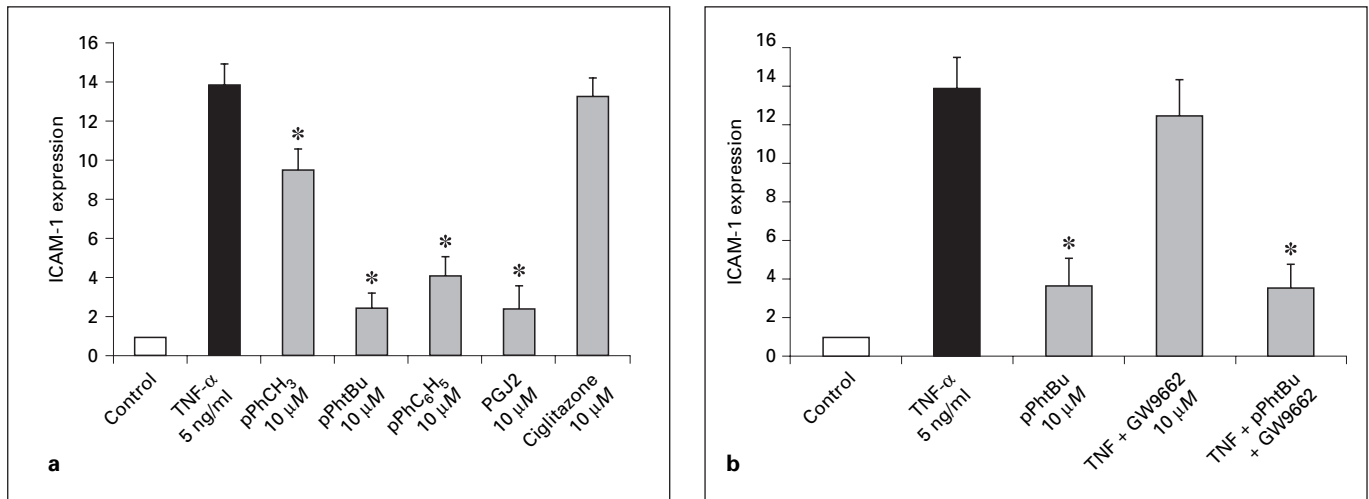 16
14
12
10
8
6
4
2
0
ICAM-1 expression
*
*
*
*
Control
TNF-α
5 ng/ml
pPhCH₃
10 μM
pPhtBu
10 μM
pPhC₆H₅
10 μM
PGJ2
10 μM
Ciglitazone
10 μM
a
16
14
12
10
8
6
4
2
0
ICAM-1 expression
*
*
Control
TNF-α
5 ng/ml
pPhtBu
10 μM
TNF + GW9662
10 μM
TNF + pPhtBu
+ GW9662
b